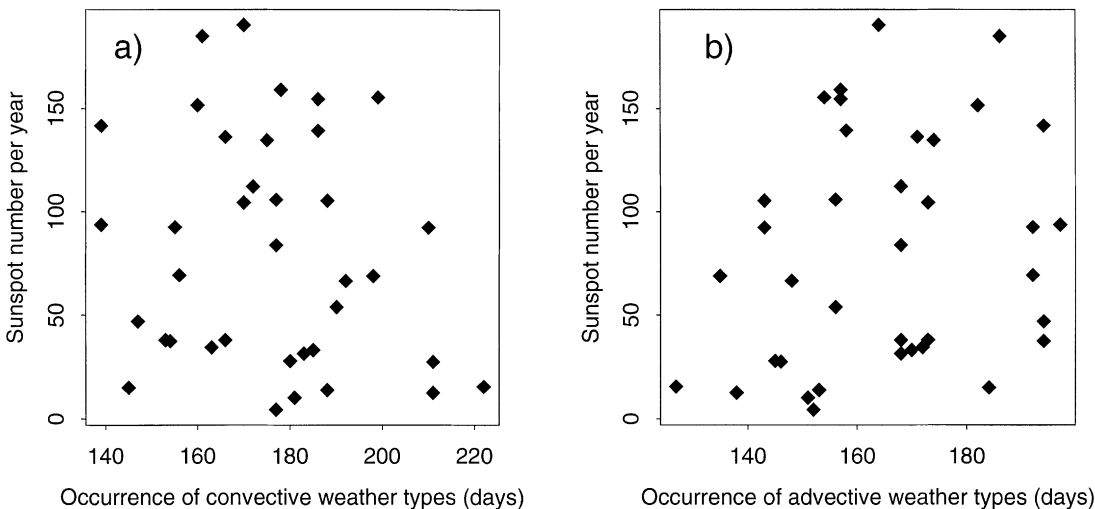 a)
Sunspot number per year
0
50
100
150
140
160
180
200
220
Occurrence of convective weather types (days)
b)
Sunspot number per year
0
50
100
150
140
160
180
Occurrence of advective weather types (days)